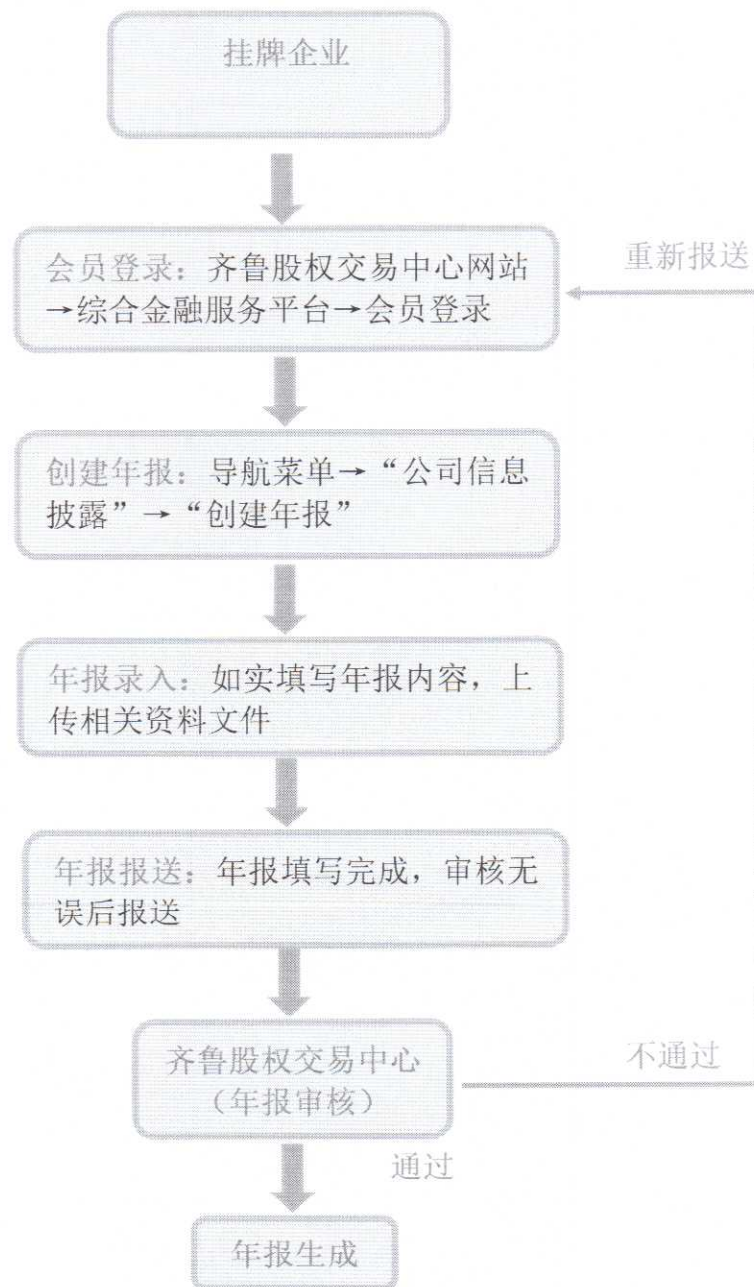 挂牌企业
会员登录：齐鲁股权交易中心网站
→综合金融服务平台→会员登录
重新报送
创建年报：导航菜单→“公司信息
披露”→“创建年报”
年报录入：如实填写年报内容，上
传相关资料文件
年报报送：年报填写完成，审核无
误后报送
齐鲁股权交易中心
（年报审核）
不通过
通过
年报生成